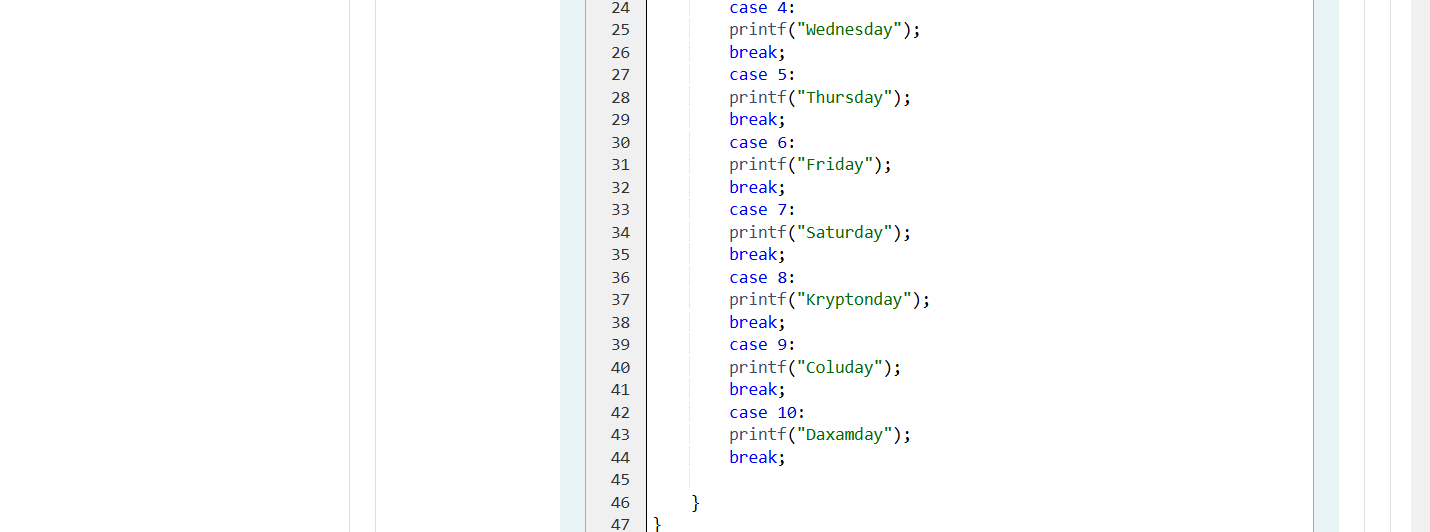 24 case 4:
25 printf("Wednesday");
26 break;
27 case 5:
28 printf("Thursday");
29 break;
30 case 6:
31 printf("Friday");
32 break;
33 case 7:
34 printf("Saturday");
35 break;
36 case 8:
37 printf("Kryptonday");
38 break;
39 case 9:
40 printf("Coluday");
41 break;
42 case 10:
43 printf("Daxamday");
44 break;
45
46 }
47 }